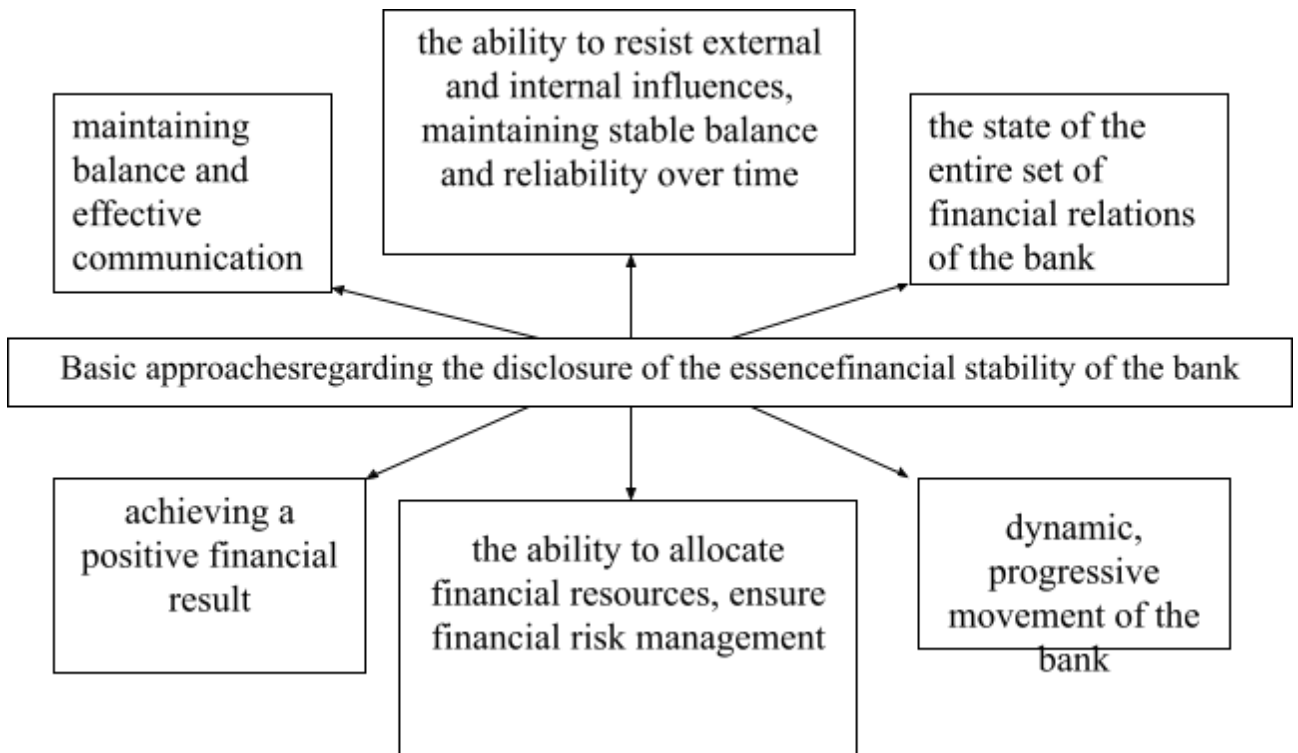 the ability to resist external
and internal influences,
maintaining stable balance
and reliability over time
maintaining
balance and
effective
communication
the state of the
entire set of
financial relations
of the bank
Basic approachesregarding the disclosure of the essencefinancial stability of the bank
achieving a
positive financial
result
the ability to allocate
financial resources, ensure
financial risk management
dynamic,
progressive
movement of the
bank